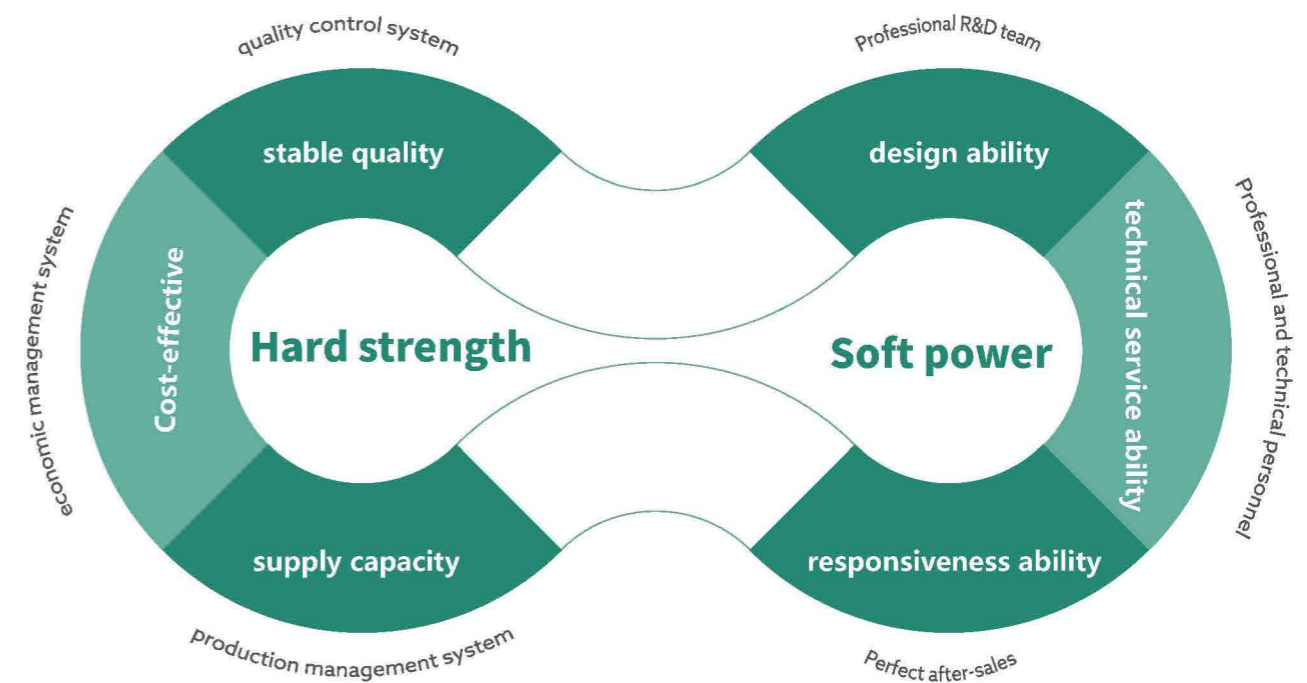 quality control system
stable quality
economic management system
Cost-effective
Hard strength
supply capacity
production management system
Professional R&D team
design ability
technical service ability
Professional and technical personnel
Soft power
responsiveness ability
Perfect after-sales